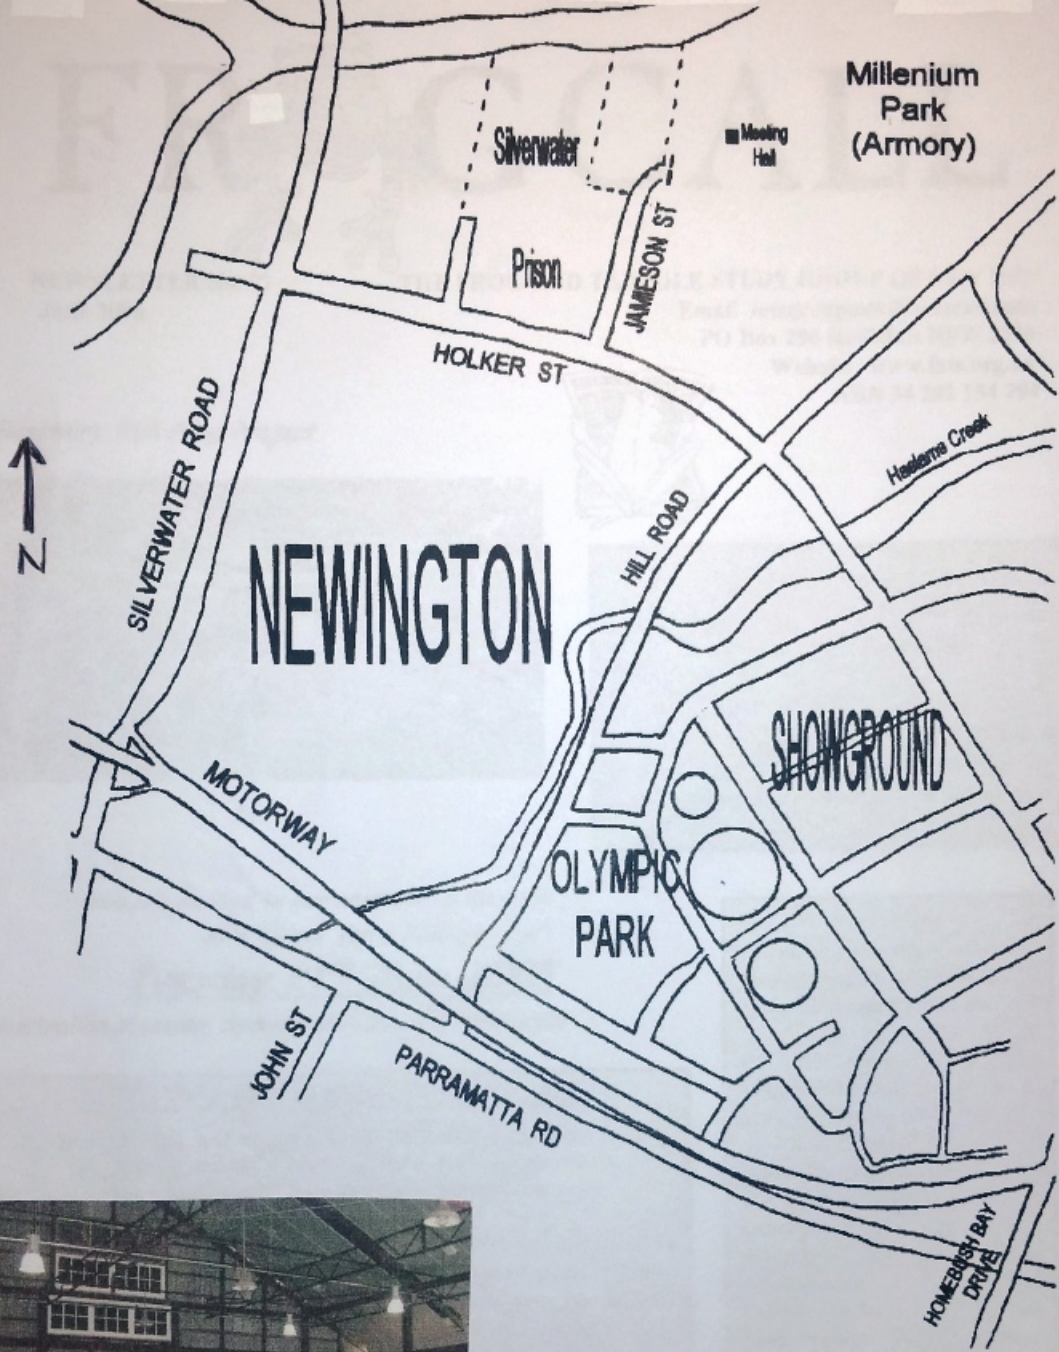 FROGCALL
Millenium
Park
(Armory)
Meeting
Hall
Silverwater
Prison
JAMIESON ST
HOLKER ST
SILVERWATER ROAD
Haslams Creek
HILL ROAD
N
NEWINGTON
SHOWGROUND
MOTORWAY
OLYMPIC
PARK
JOHN ST
PARRAMATTA RD
HOMEBUSH BAY
DRIVE